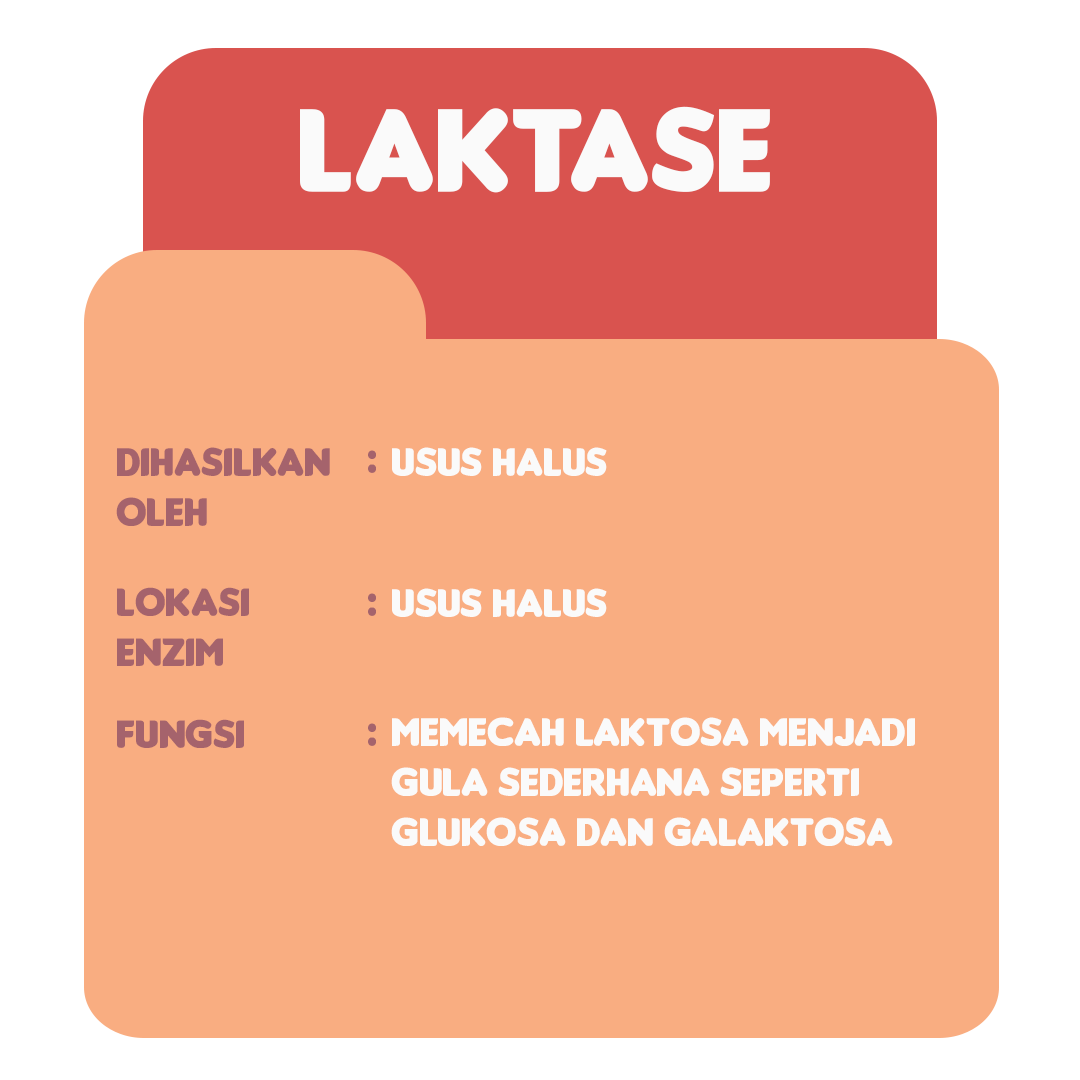 LAKTASE
DIHASILKAN : USUS HALUS
OLEH
LOKASI : USUS HALUS
ENZIM
FUNGSI : MEMECAH LAKTOSA MENJADI
GULA SEDERHANA SEPERTI
GLUKOSA DAN GALAKTOSA